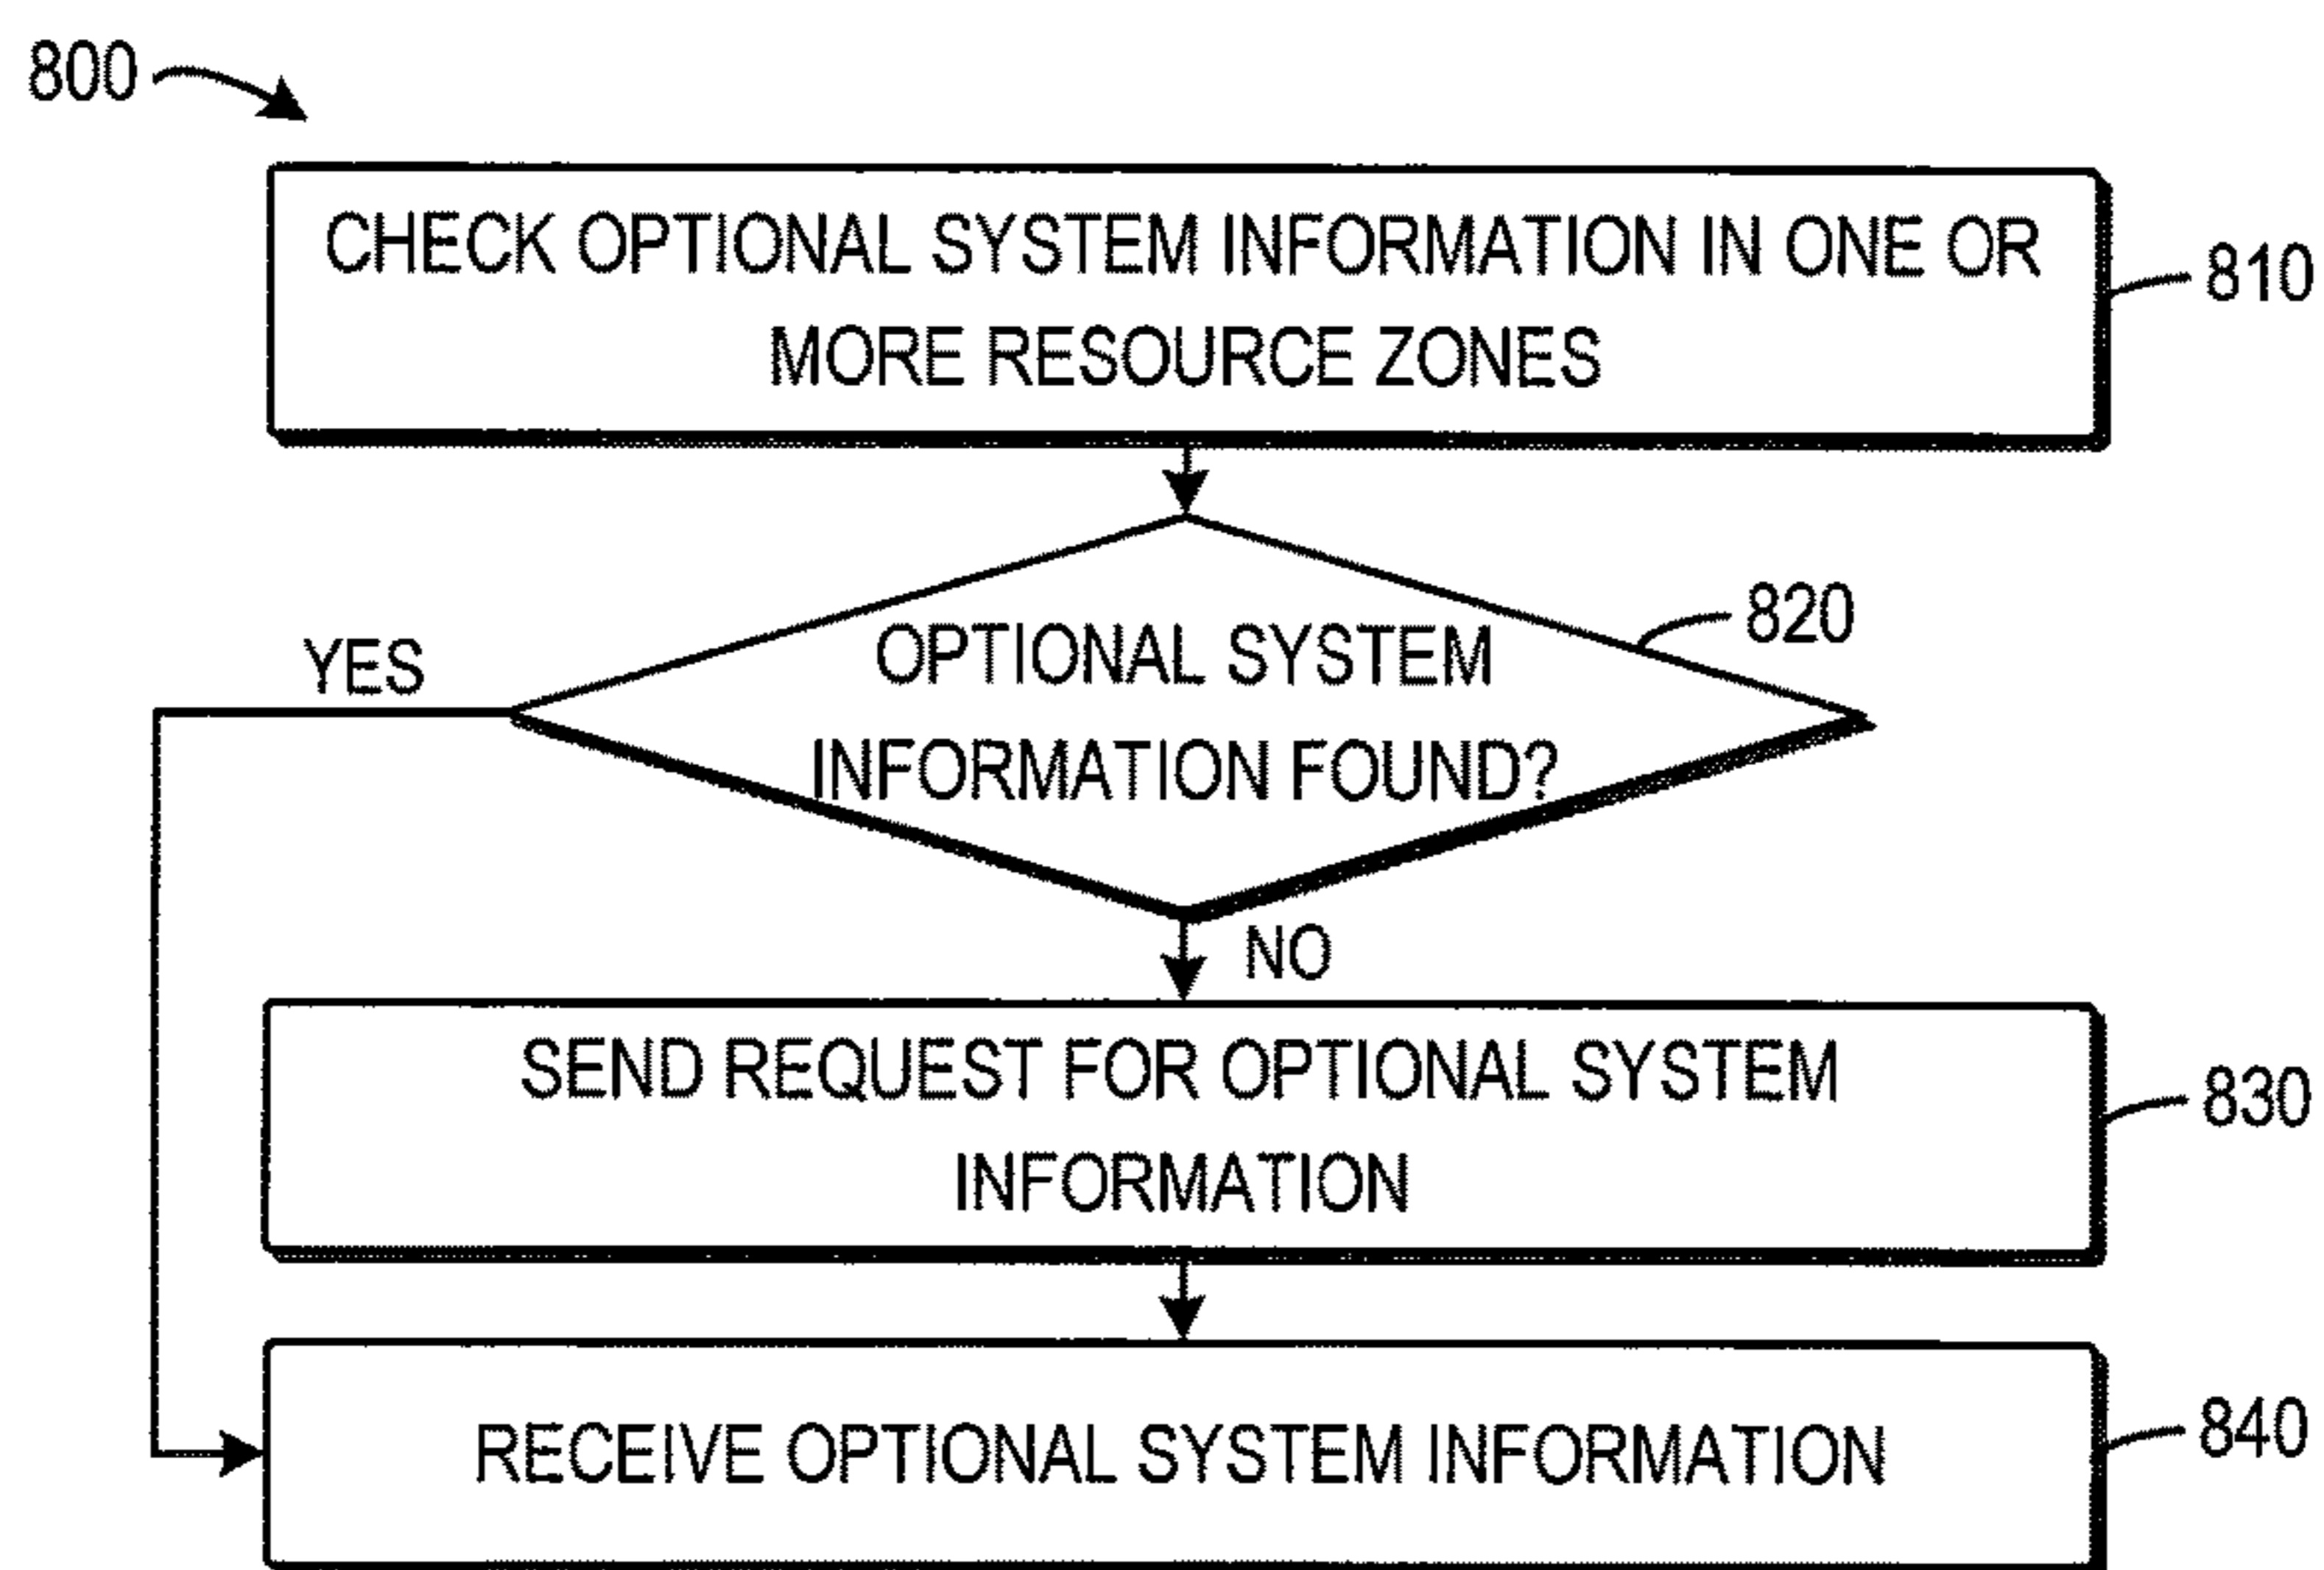 800
CHECK OPTIONAL SYSTEM INFORMATION IN ONE OR
MORE RESOURCE ZONES
810
820
YES
OPTIONAL SYSTEM
INFORMATION FOUND?
NO
SEND REQUEST FOR OPTIONAL SYSTEM
INFORMATION
830
RECEIVE OPTIONAL SYSTEM INFORMATION
840